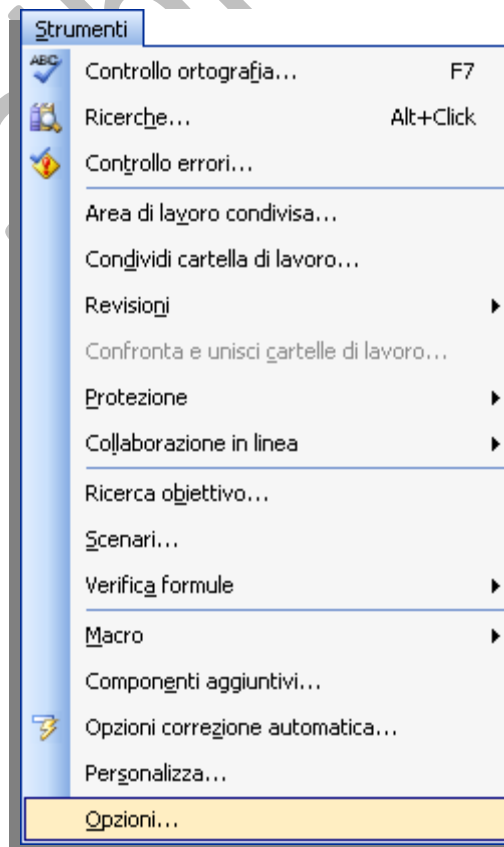 Strumenti
ABC
Controllo ortografia... F7
Ricerche... Alt+Click
Controllo errori...
Area di lavoro condivisa...
Condividi cartella di lavoro...
Revisioni
Confronta e unisci cartelle di lavoro...
Protezione
Collaborazione in linea
Ricerca obiettivo...
Scenari...
Verifica formule
Macro
Componenti aggiuntivi...
Opzioni correzione automatica...
Personalizza...
Opzioni...